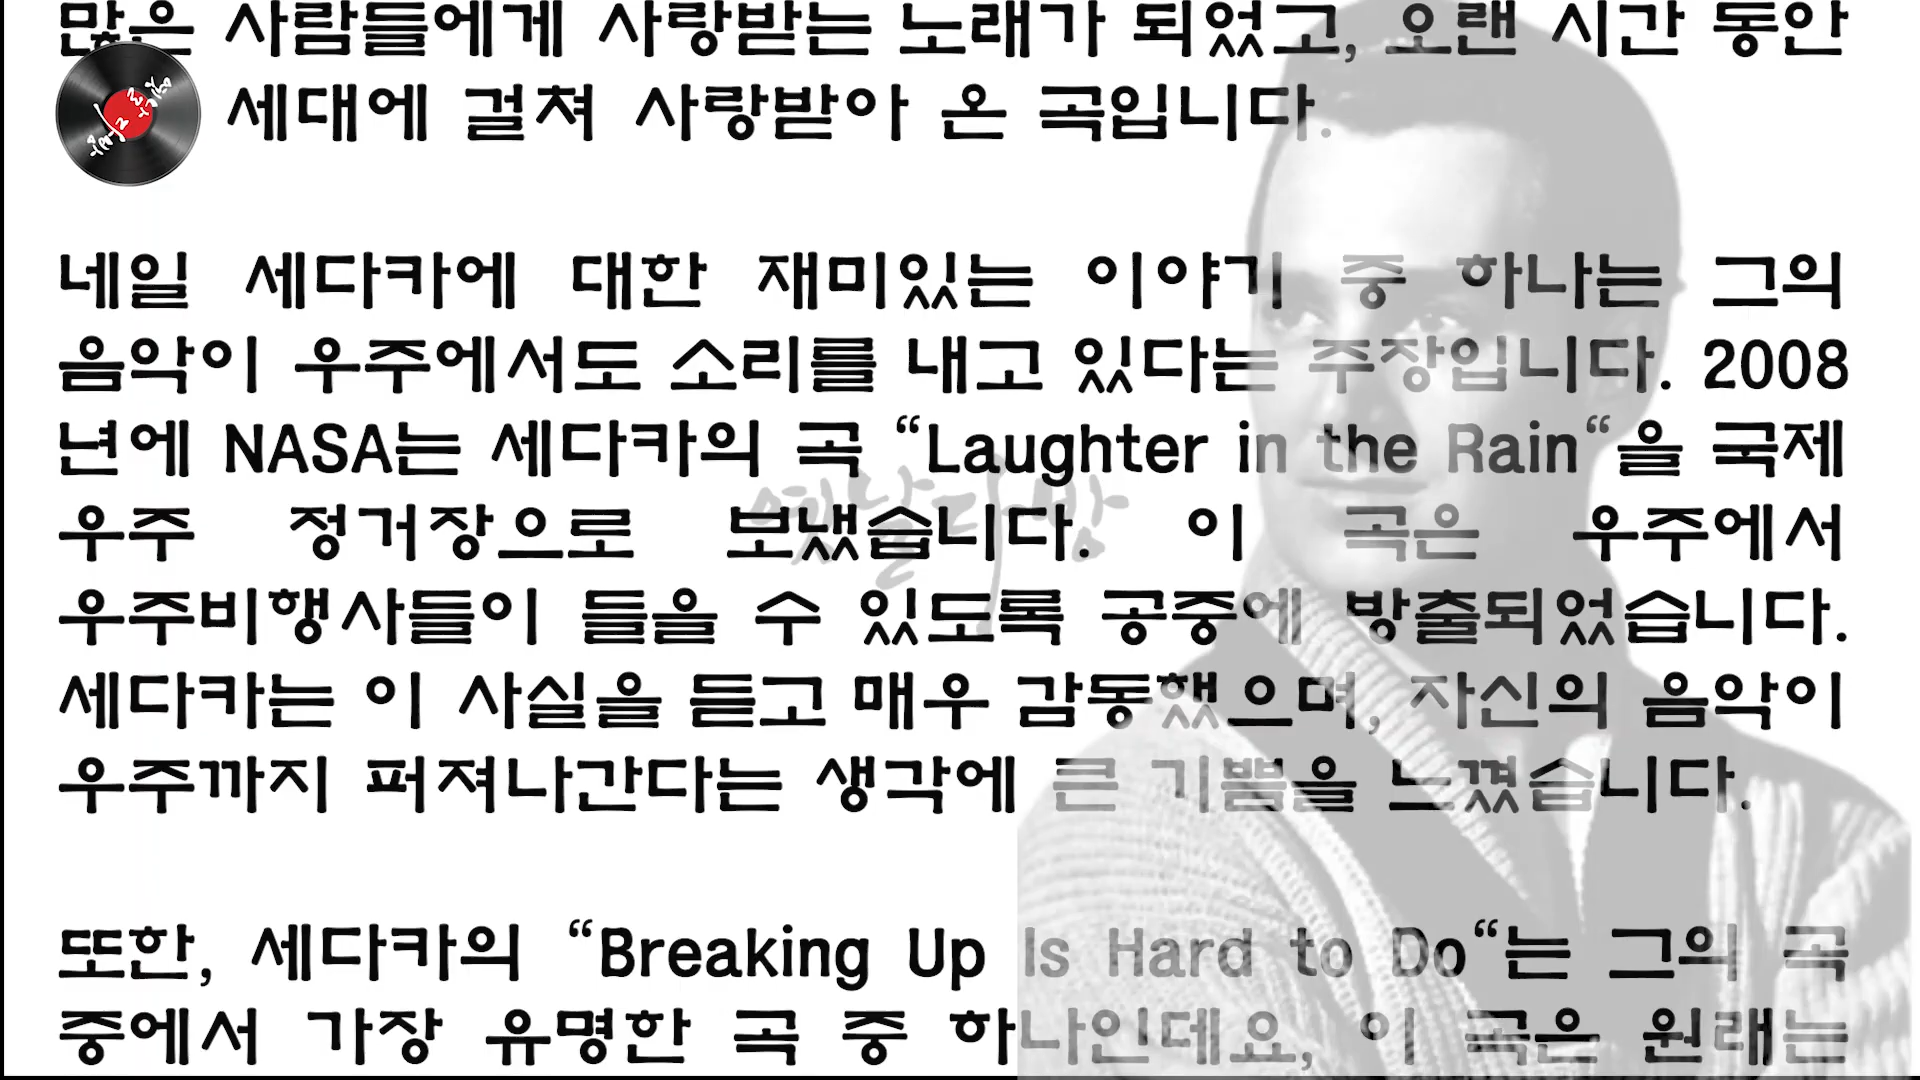 많은 사람들에게 사랑받는 노래가 되었고, 오랜 시간 동안
세대에 걸쳐 사랑받아 온 곡입니다.
네일 세다카에 대한 재미있는 이야기 중 하나는 그의
음악이 우주에서도 소리를 내고 있다는 주장입니다. 2008
년에 NASA는 세다카의 곡 “Laughter in the Rain“을 국제
우주 정거장으로 보냈습니다. 이 곡은 우주에서
우주비행사들이 들을 수 있도록 공중에 방출되었습니다.
세다카는 이 사실을 듣고 매우 감동했으며, 자신의 음악이
우주까지 퍼져나간다는 생각에 큰 기쁨을 느꼈습니다.
또한, 세다카의 “Breaking Up Is Hard to Do“는 그의 곡
중에서 가장 유명한 곡 중 하나인데요, 이 곡은 원래는
옛날다방